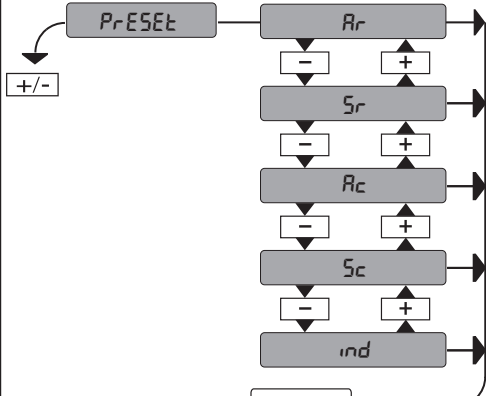 PrESEt
Ar
- +
+/-
Sr
- +
Ac
- +
Sc
- +
ind